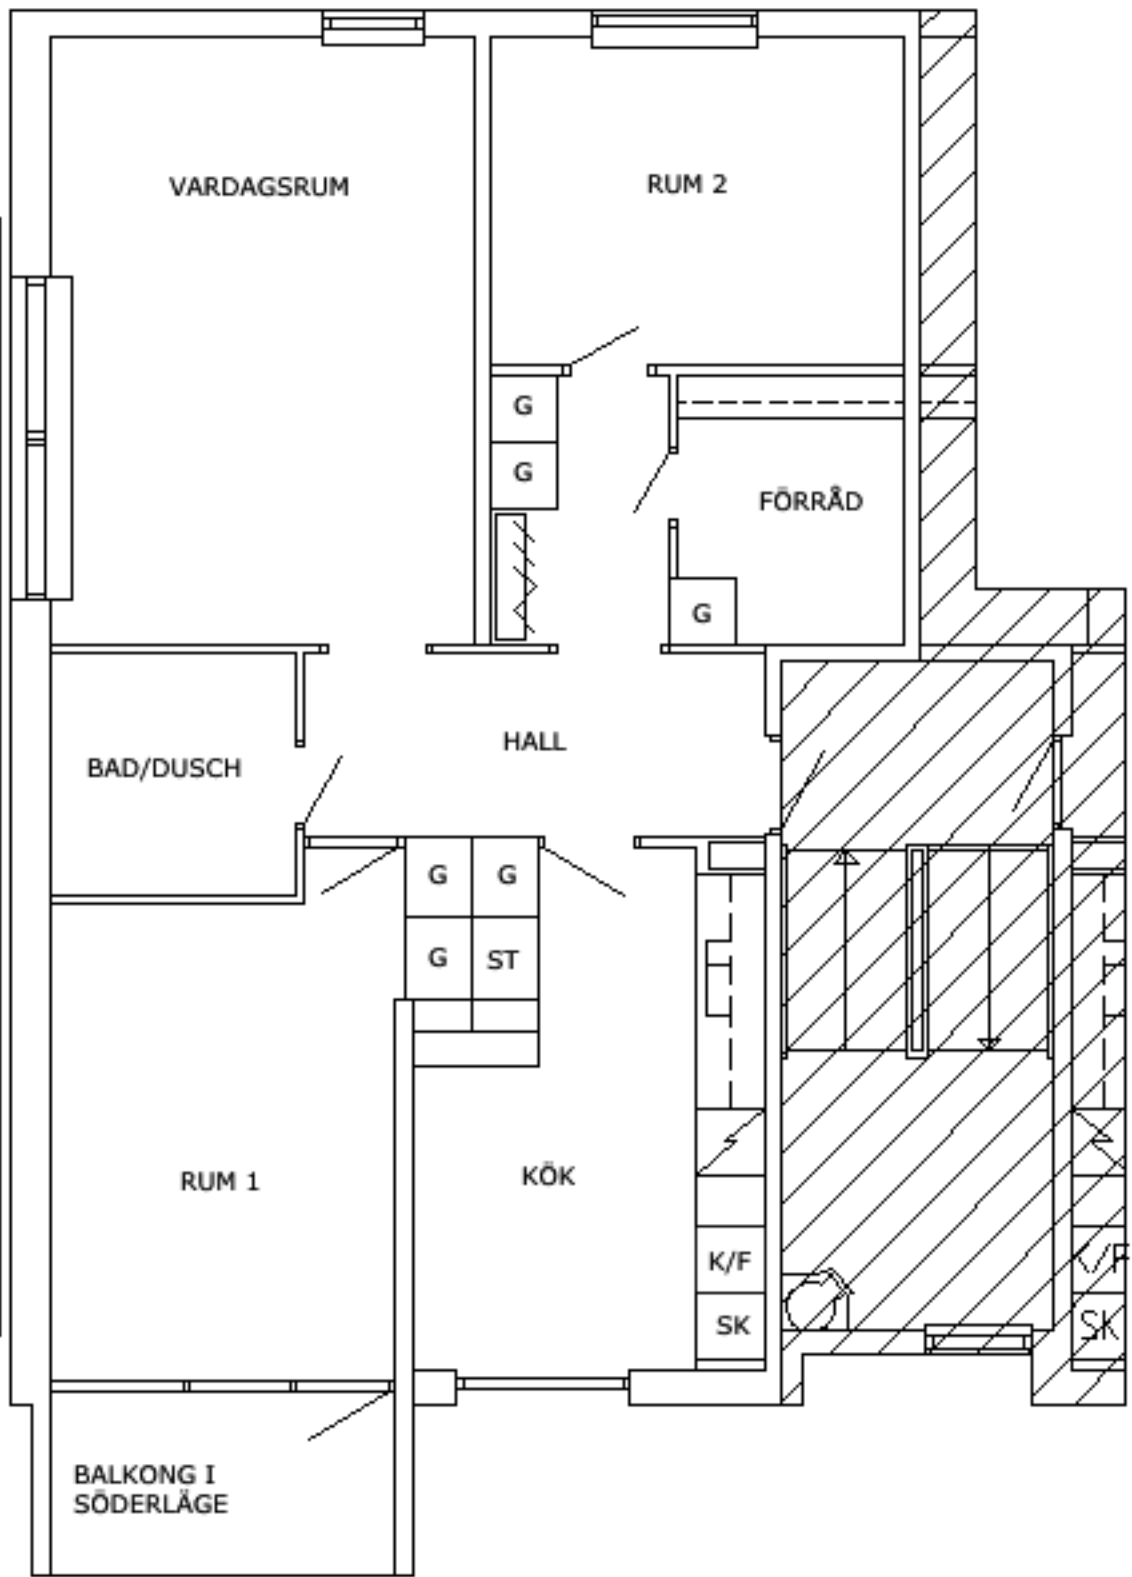 VARDAGSRUM
RUM 2
G
G
FÖRRÅD
G
HALL
BAD/DUSCH
G
G
G
ST
RUM 1
KÖK
K/F
K/F
SK
SK
BALKONG I
SÖDERLÄGE